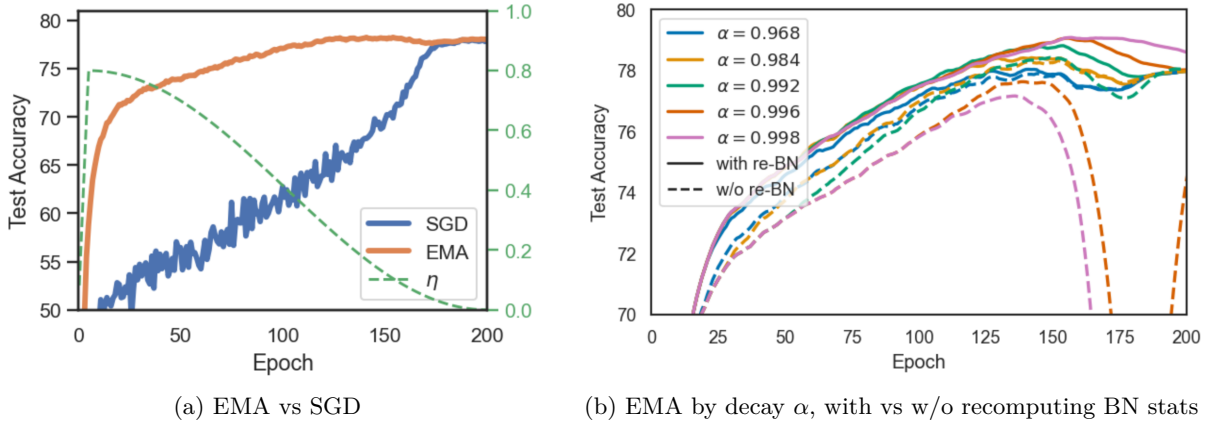 80
75
70
65
60
55
50
Test Accuracy
1.0
0.8
0.6
0.4
0.2
0.0
SGD
EMA
η
0 50 100 150 200
Epoch
(a) EMA vs SGD
80
78
76
74
72
70
Test Accuracy
α = 0.968
α = 0.984
α = 0.992
α = 0.996
α = 0.998
with re-BN
w/o re-BN
0 25 50 75 100 125 150 175 200
Epoch
(b) EMA by decay α, with vs w/o recomputing BN stats